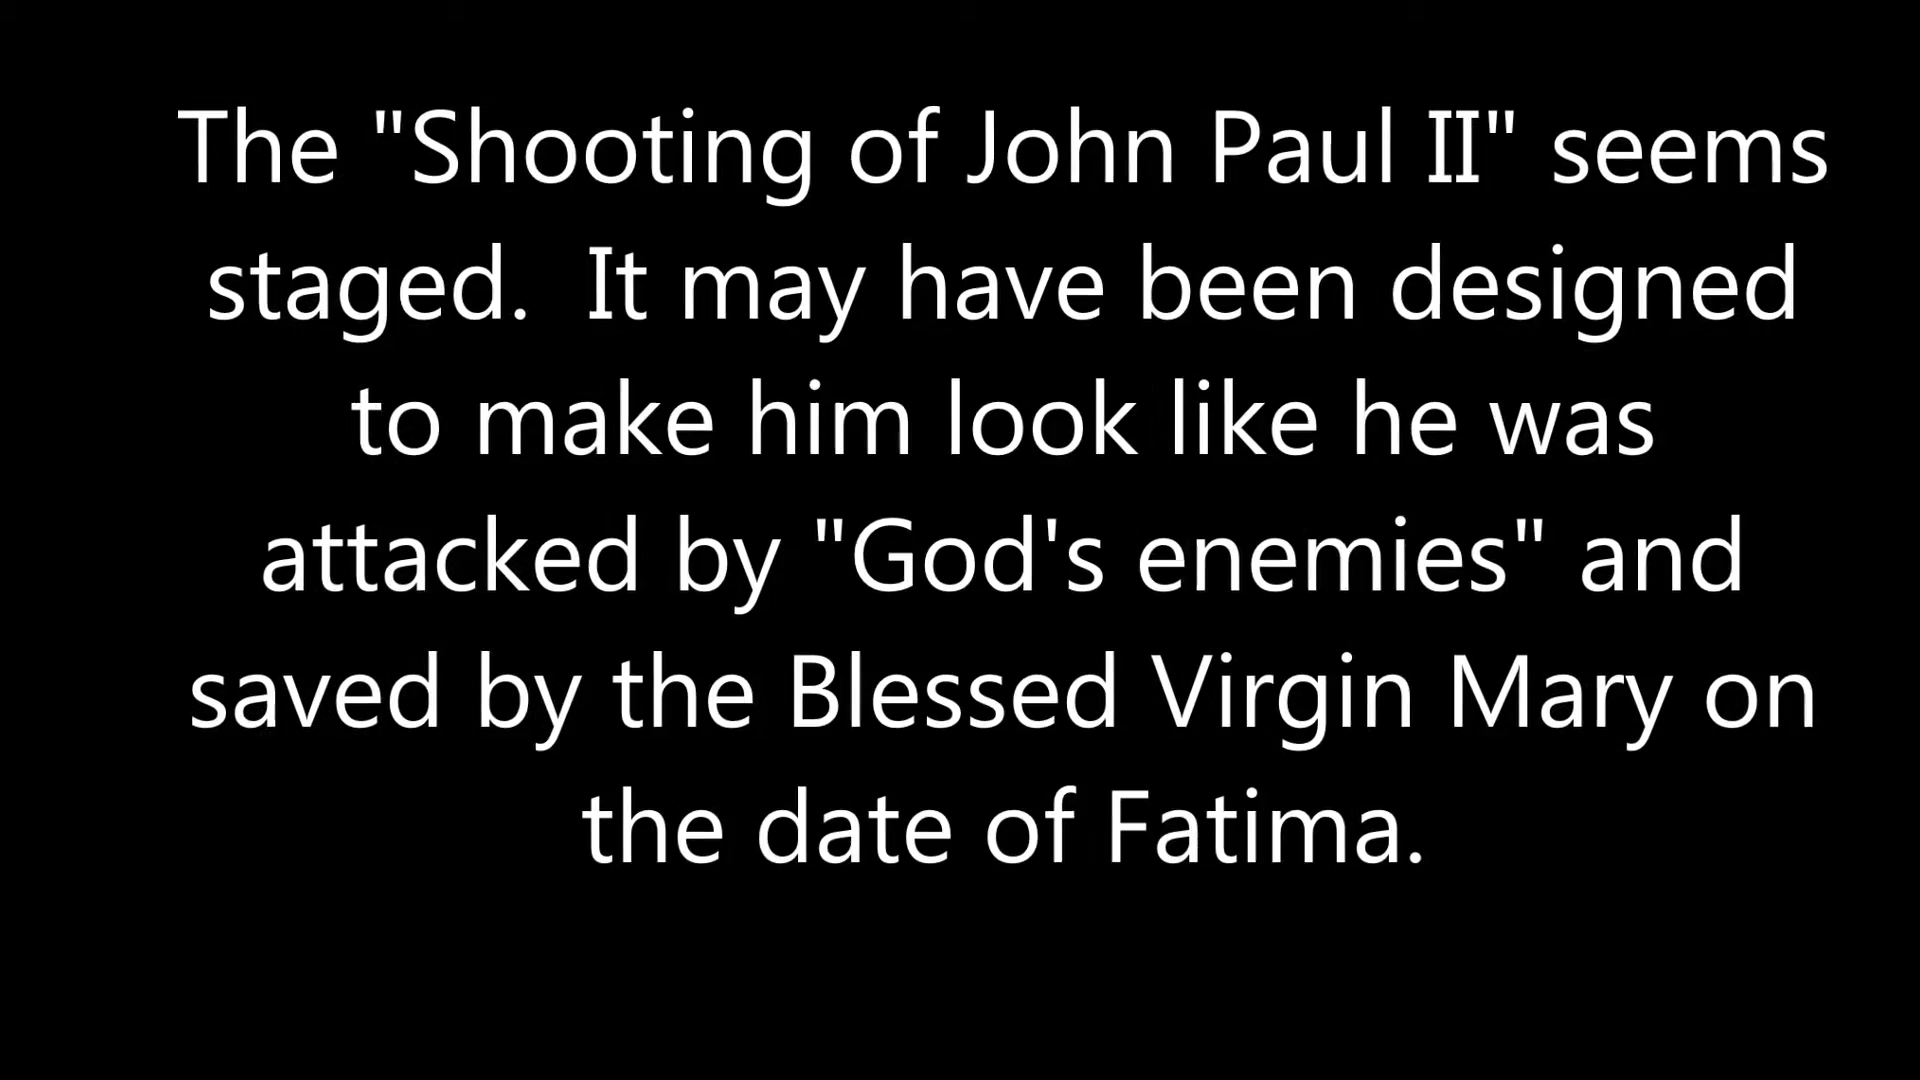 The "Shooting of John Paul II" seems
staged.  It may have been designed
to make him look like he was
attacked by "God's enemies" and
saved by the Blessed Virgin Mary on
the date of Fatima.